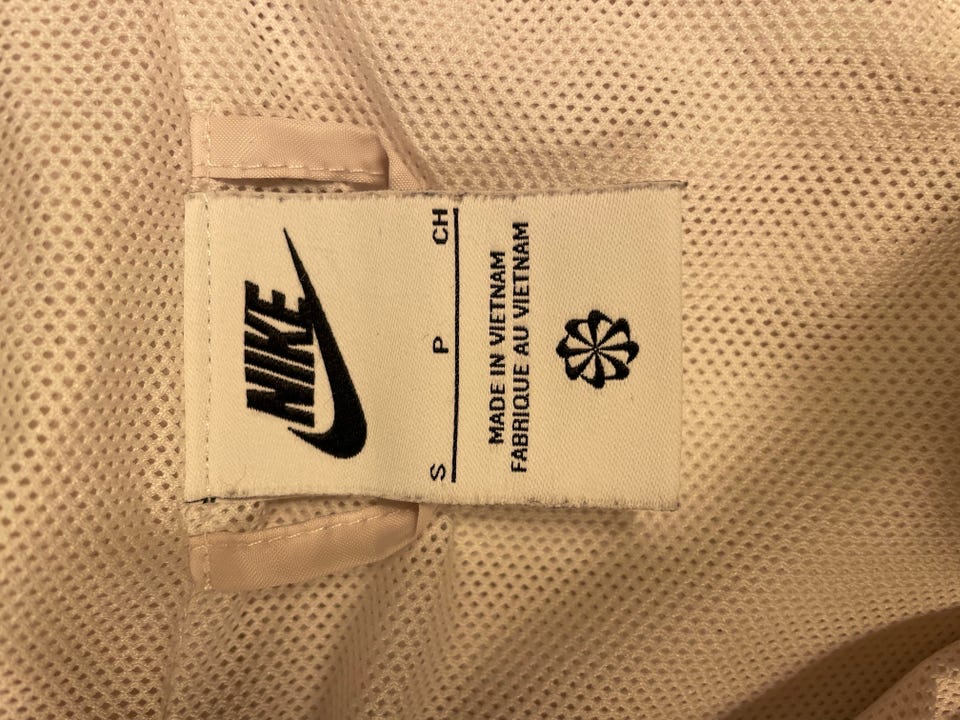 NIKE
S P CH
MADE IN VIETNAM
FABRIQUE AU VIETNAM